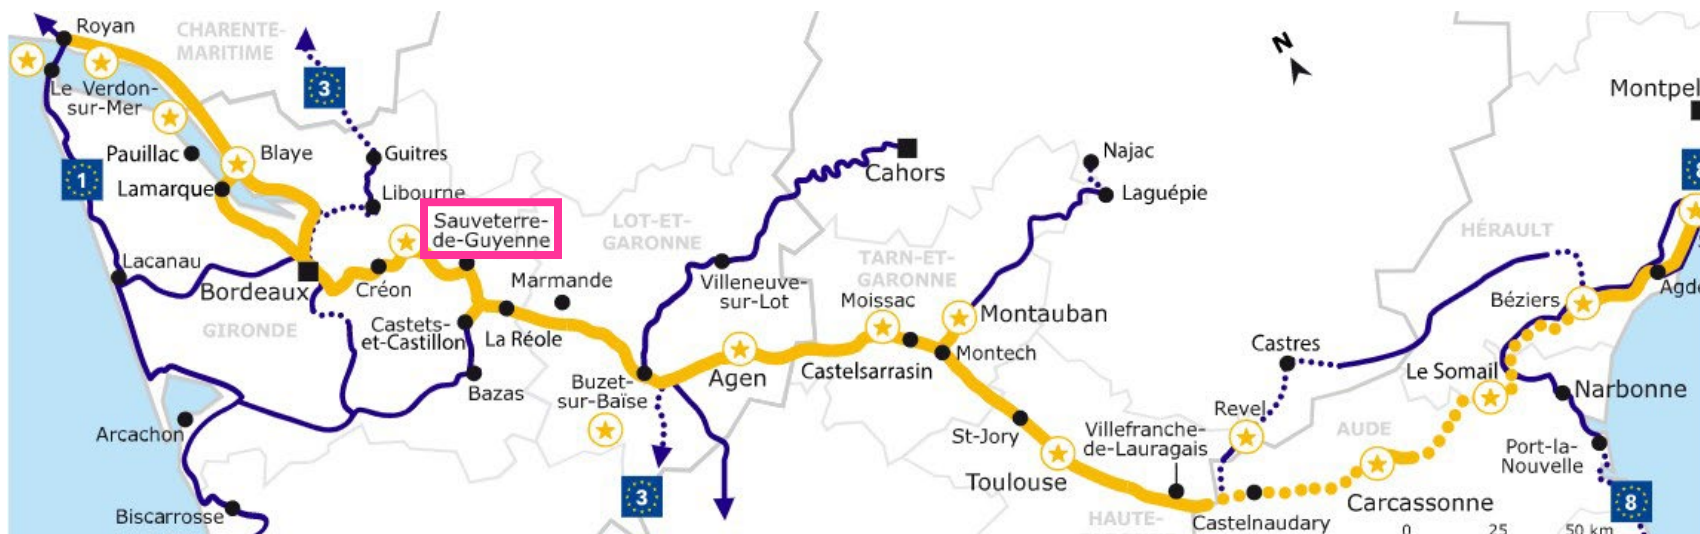 Royan
CHARENTE-
MARITIME
N
3
Le Verdon-
sur-Mer
Montpel
Pauillac
Blaye
Guitres
Cahors
Najac
1
Lamarque
Libourne
Laguépie
8
Sauveterre-
de-Guyenne
LOT-ET-
GARONNE
HÉRAULT
Lacanau
TARN-ET-
GARONNE
Bordeaux
Créon
Marmande
Villeneuve-
sur-Lot
Moissac
Montauban
Béziers
Agde
GIRONDE
Castets-
et-Castillon
La Réole
Montech
Castres
Buzet-
sur-Baïse
Agen
Castelsarrasin
Le Somail
Narbonne
Bazas
Arcachon
St-Jory
Villefranche-
de-Lauragais
Revel
AUDE
Port-la-
Nouvelle
Toulouse
3
Carcassonne
8
Biscarrosse
HAUTE-
Castelnaudary
0 25 50 km